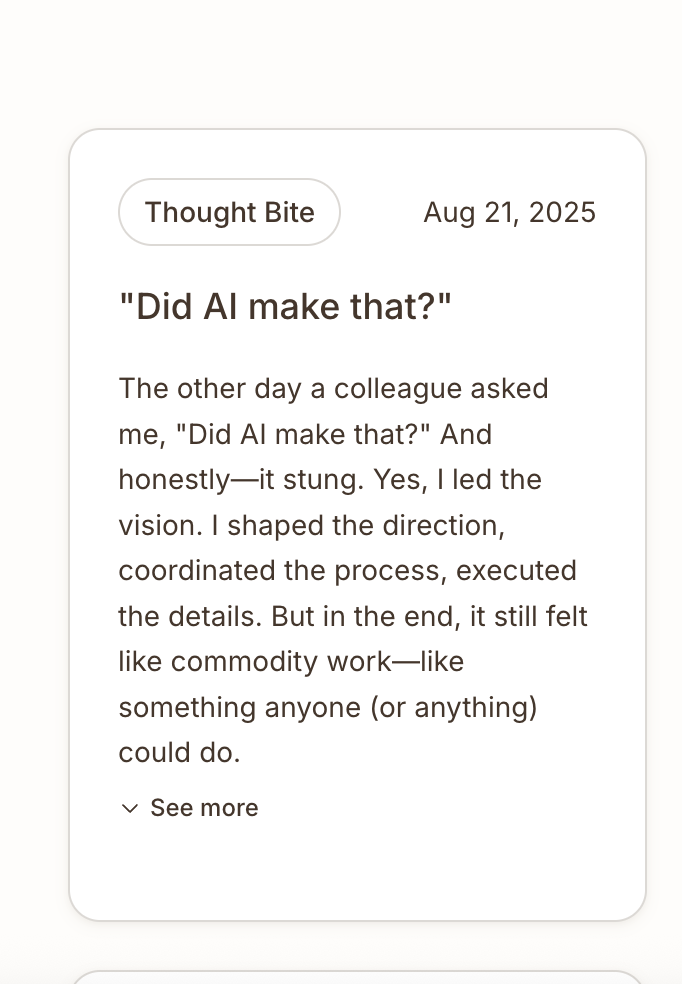 Thought Bite
Aug 21, 2025
"Did AI make that?"
The other day a colleague asked
me, "Did AI make that?" And
honestly—it stung. Yes, I led the
vision. I shaped the direction,
coordinated the process, executed
the details. But in the end, it still felt
like commodity work—like
something anyone (or anything)
could do.
See more